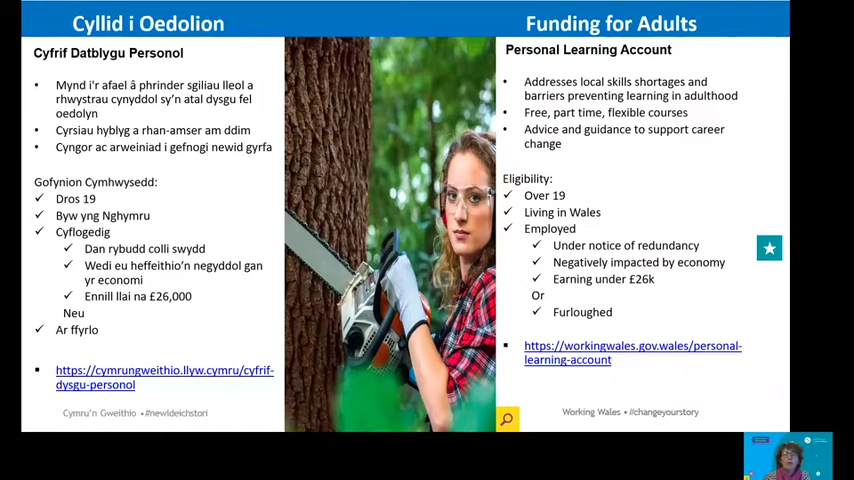 Cyllid i Oedolion
Cyfrif Datblygu Personol
• Mynd i'r afael â phrinder sgiliau lleol a
rhwystrau cynyddol sy'n atal dysgu fel
oedolyn
• Cyrsiau hyblyg a rhan-amser am ddim
• Cyngor ac arweiniad i gefnogi newid gyrfa
Gofynion Cymhwysedd:
✓ Dros 19
✓ Byw yng Nghymru
✓ Cyflogedig
✓ Dan rybudd colli swydd
✓ Wedi eu heffeithio'n negyddol gan
yr economi
✓ Ennill llai na £26,000
Neu
✓ Ar ffyrlo
▪ https://cymrungweithio.llyw.cymru/cyfrif-
dysgu-personol
Cymru'n Gweithio •#newideichstori
Funding for Adults
Personal Learning Account
• Addresses local skills shortages and
barriers preventing learning in adulthood
• Free, part time, flexible courses
• Advice and guidance to support career
change
Eligibility:
✓ Over 19
✓ Living in Wales
✓ Employed
✓ Under notice of redundancy
✓ Negatively impacted by economy
✓ Earning under £26k
Or
✓ Furloughed
▪ https://workingwales.gov.wales/personal-
learning-account
Working Wales • #changeyourstory